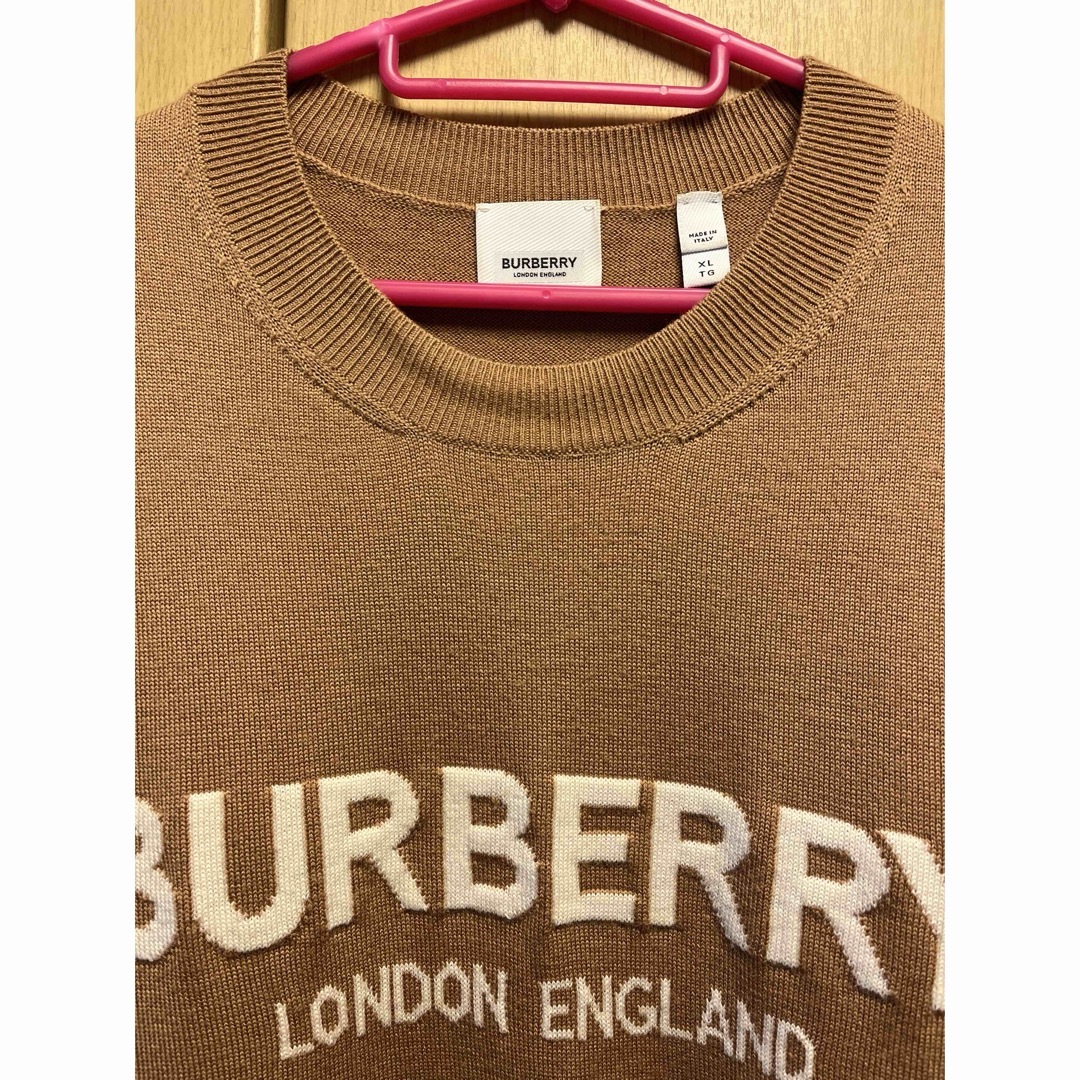 BURBERRY
LONDON ENGLAND
MADE IN
ITALY
XL
TG
BURBERRY
LONDON ENGLAND